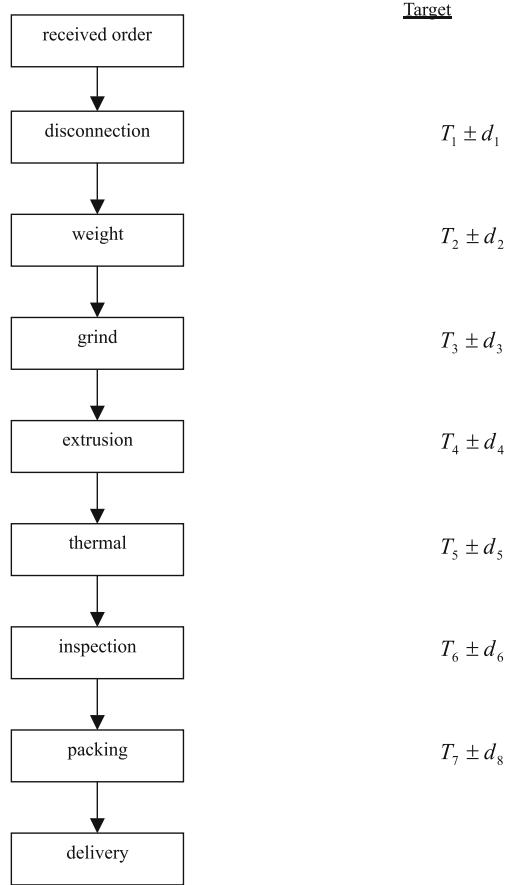 Target
received order
disconnection T₁ ± d₁
weight T₂ ± d₂
grind T₃ ± d₃
extrusion T₄ ± d₄
thermal T₅ ± d₅
inspection T₆ ± d₆
packing T₇ ± d₈
delivery